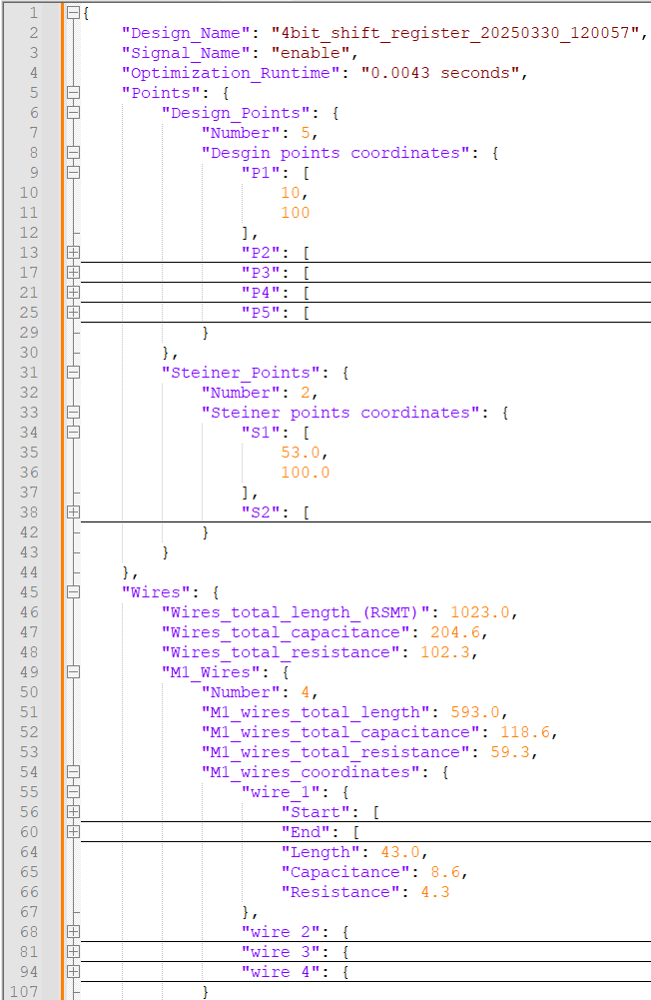 1 {
2 "Design_Name": "4bit_shift_register_20250330_120057",
3 "Signal_Name": "enable",
4 "Optimization_Runtime": "0.0043 seconds",
5 "Points": {
6 "Design_Points": {
7 "Number": 5,
8 "Desgin points coordinates": {
9 "P1": [
10 10,
11 100
12 ],
13 "P2": [
17 "P3": [
21 "P4": [
25 "P5": [
29 }
30 },
31 "Steiner_Points": {
32 "Number": 2,
33 "Steiner points coordinates": {
34 "S1": [
35 53.0,
36 100.0
37 ],
38 "S2": [
42 }
43 }
44 },
45 "Wires": {
46 "Wires_total_length_(RSMT)": 1023.0,
47 "Wires_total_capacitance": 204.6,
48 "Wires_total_resistance": 102.3,
49 "M1_Wires": {
50 "Number": 4,
51 "M1_wires_total_length": 593.0,
52 "M1_wires_total_capacitance": 118.6,
53 "M1_wires_total_resistance": 59.3,
54 "M1_wires_coordinates": {
55 "wire_1": {
56 "Start": [
60 "End": [
64 "Length": 43.0,
65 "Capacitance": 8.6,
66 "Resistance": 4.3
67 },
68 "wire 2": {
81 "wire 3": {
94 "wire 4": {
107 }